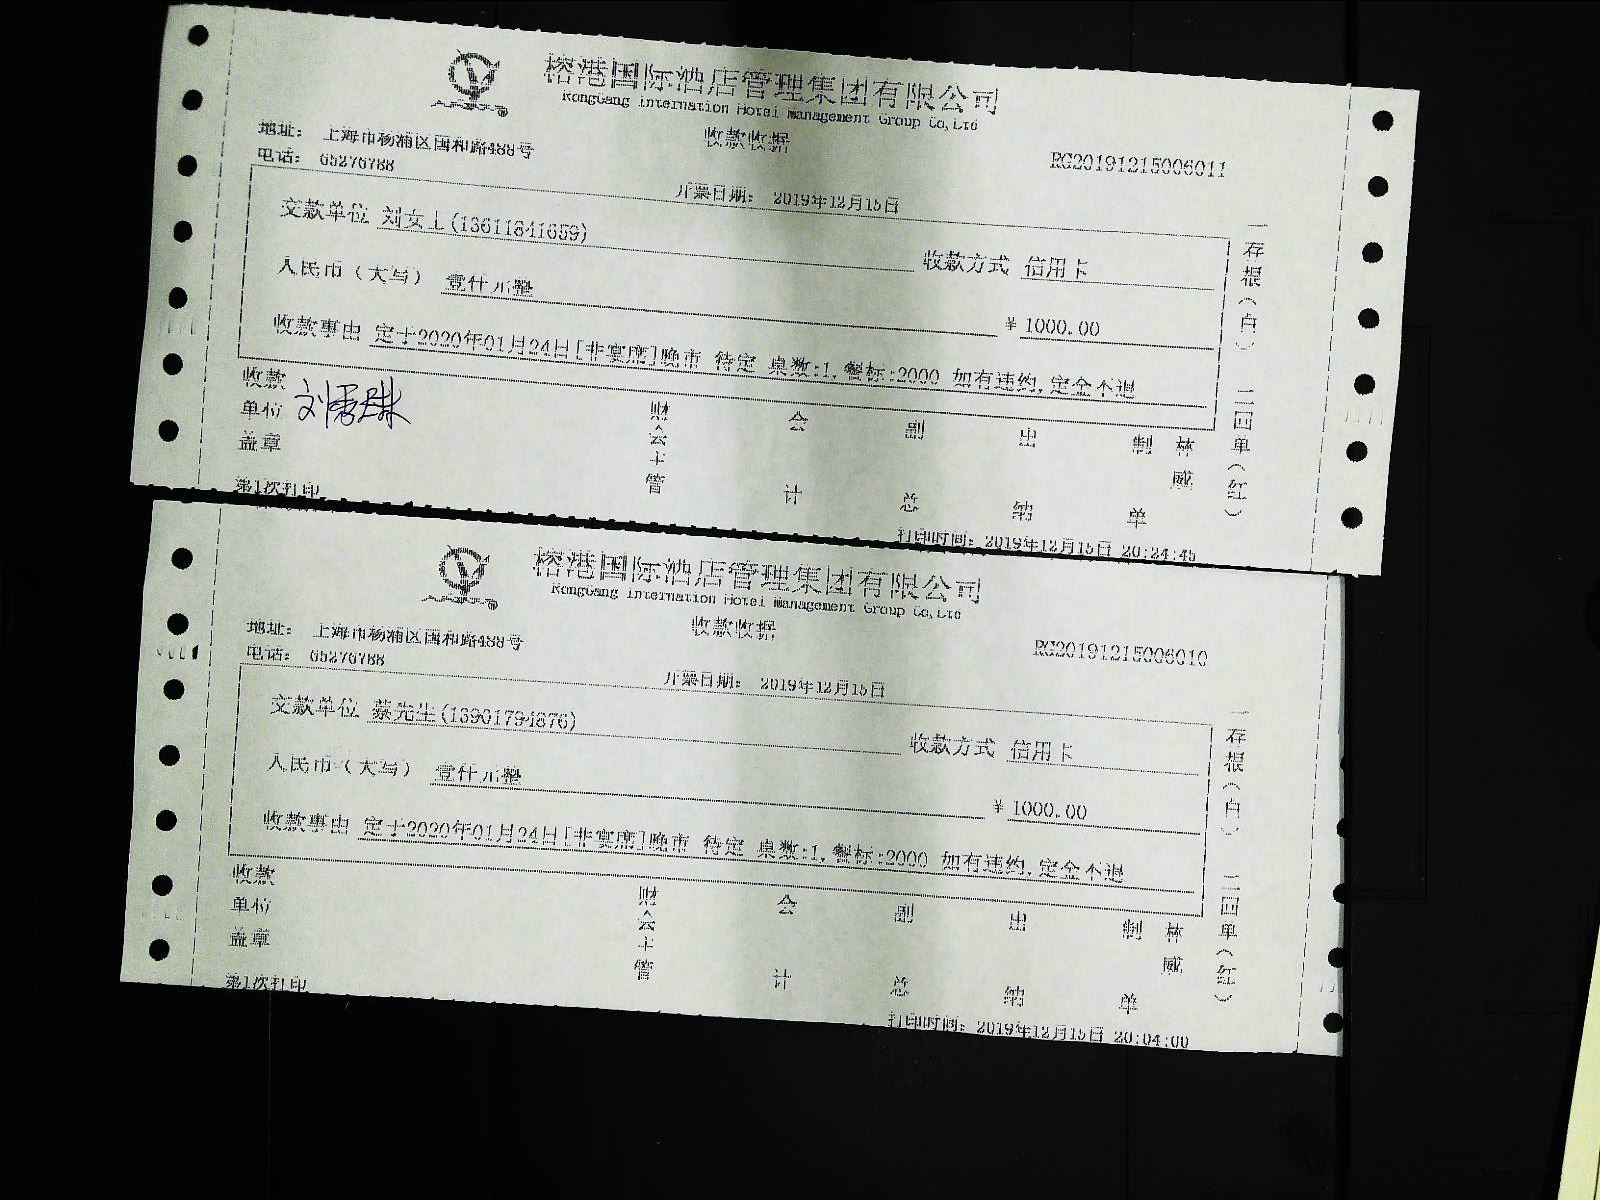 榕港国际酒店管理集团有限公司
RongGang Internation Hotel Management Group Co,Ltd
收款收据
地址： 上海市杨浦区国和路488号
电话： 65276788
RG20191215006011
开票日期： 2019年12月15日
交款单位 刘女士(13611841659)
收款方式 信用卡
人民币（大写） 壹仟元整
¥ 1000.00
收款事由 定于2020年01月24日[非宴席]晚市 待定 桌数:1,餐标:2000 如有违约,定金不退
一存根（白） 二回单（红）
收款单位盖章 财会主管 会计 副总 出纳 制单 林威
第1次打印
打印时间： 2019年12月15日 20:24:45
榕港国际酒店管理集团有限公司
RongGang Internation Hotel Management Group Co,Ltd
收款收据
地址： 上海市杨浦区国和路488号
电话： 65276788
RG20191215006010
开票日期： 2019年12月15日
交款单位 蔡先生(13901794876)
收款方式 信用卡
人民币（大写） 壹仟元整
¥ 1000.00
收款事由 定于2020年01月24日[非宴席]晚市 待定 桌数:1,餐标:2000 如有违约,定金不退
一存根（白） 二回单（红）
收款单位盖章 财会主管 会计 副总 出纳 制单 林威
第1次打印
打印时间： 2019年12月15日 20:04:00